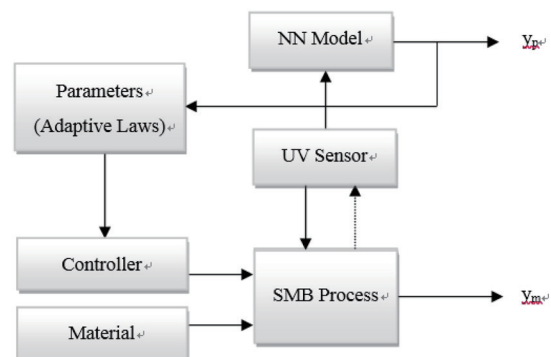 NN Model
yp
Parameters
(Adaptive Laws)
UV Sensor
Controller
SMB Process
ym
Material